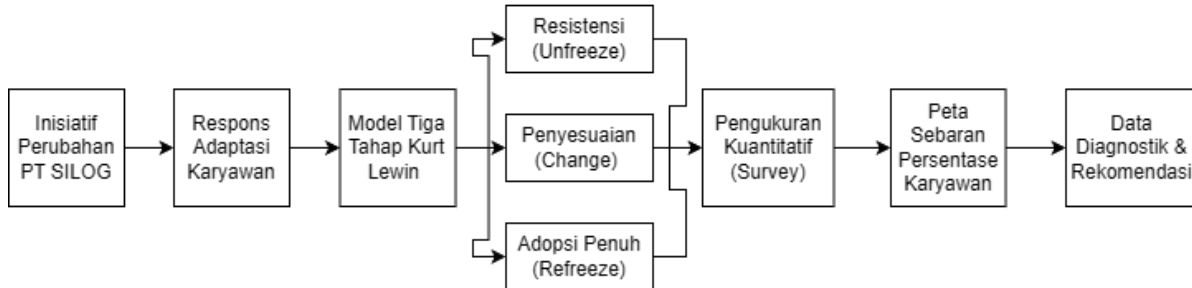 Inisiatif
Perubahan
PT SILOG
Respons
Adaptasi
Karyawan
Model Tiga
Tahap Kurt
Lewin
Resistensi
(Unfreeze)
Penyesuaian
(Change)
Adopsi Penuh
(Refreeze)
Pengukuran
Kuantitatif
(Survey)
Peta
Sebaran
Persentase
Karyawan
Data
Diagnostik &
Rekomendasi